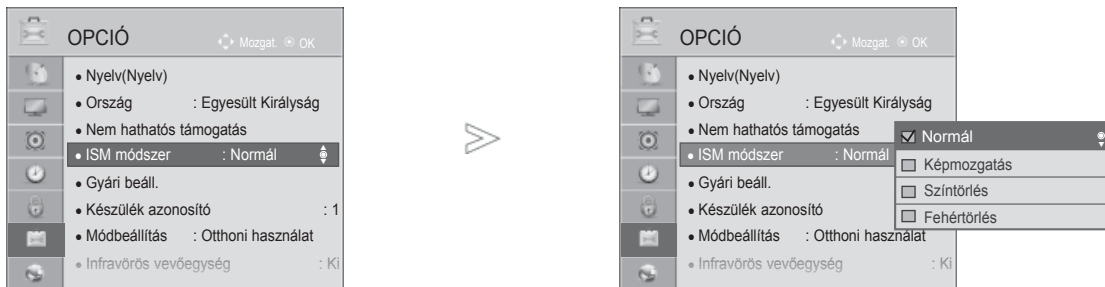 OPCIÓ
Mozgat. OK
• Nyelv(Nyelv)
• Ország : Egyesült Királyság
• Nem hathatós támogatás
• ISM módszer : Normál
• Gyári beáll.
• Készülék azonosító : 1
• Módbeállítás : Otthoni használat
• Infravörös vevőegység : Ki
OPCIÓ
Mozgat. OK
• Nyelv(Nyelv)
• Ország : Egyesült Királyság
• Nem hathatós támogatás
• ISM módszer : Normál
• Gyári beáll.
• Készülék azonosító
• Módbeállítás : Otthoni használat
• Infravörös vevőegység : Ki
Normál
Képmozgatás
Színtörlés
Fehértörlés